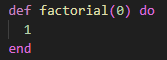 def factorial(0) do
  1
end